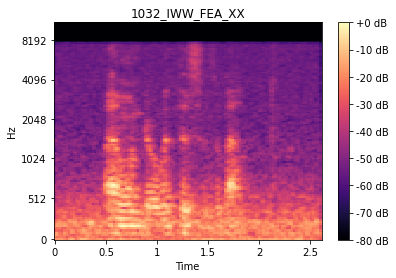 1032_IWW_FEA_XX
+0 dB
8192
-10 dB
4096
-20 dB
-30 dB
2048
Hz
-40 dB
1024
-50 dB
512
-60 dB
-70 dB
0
-80 dB
0 0.5 1 1.5 2 2.5
Time